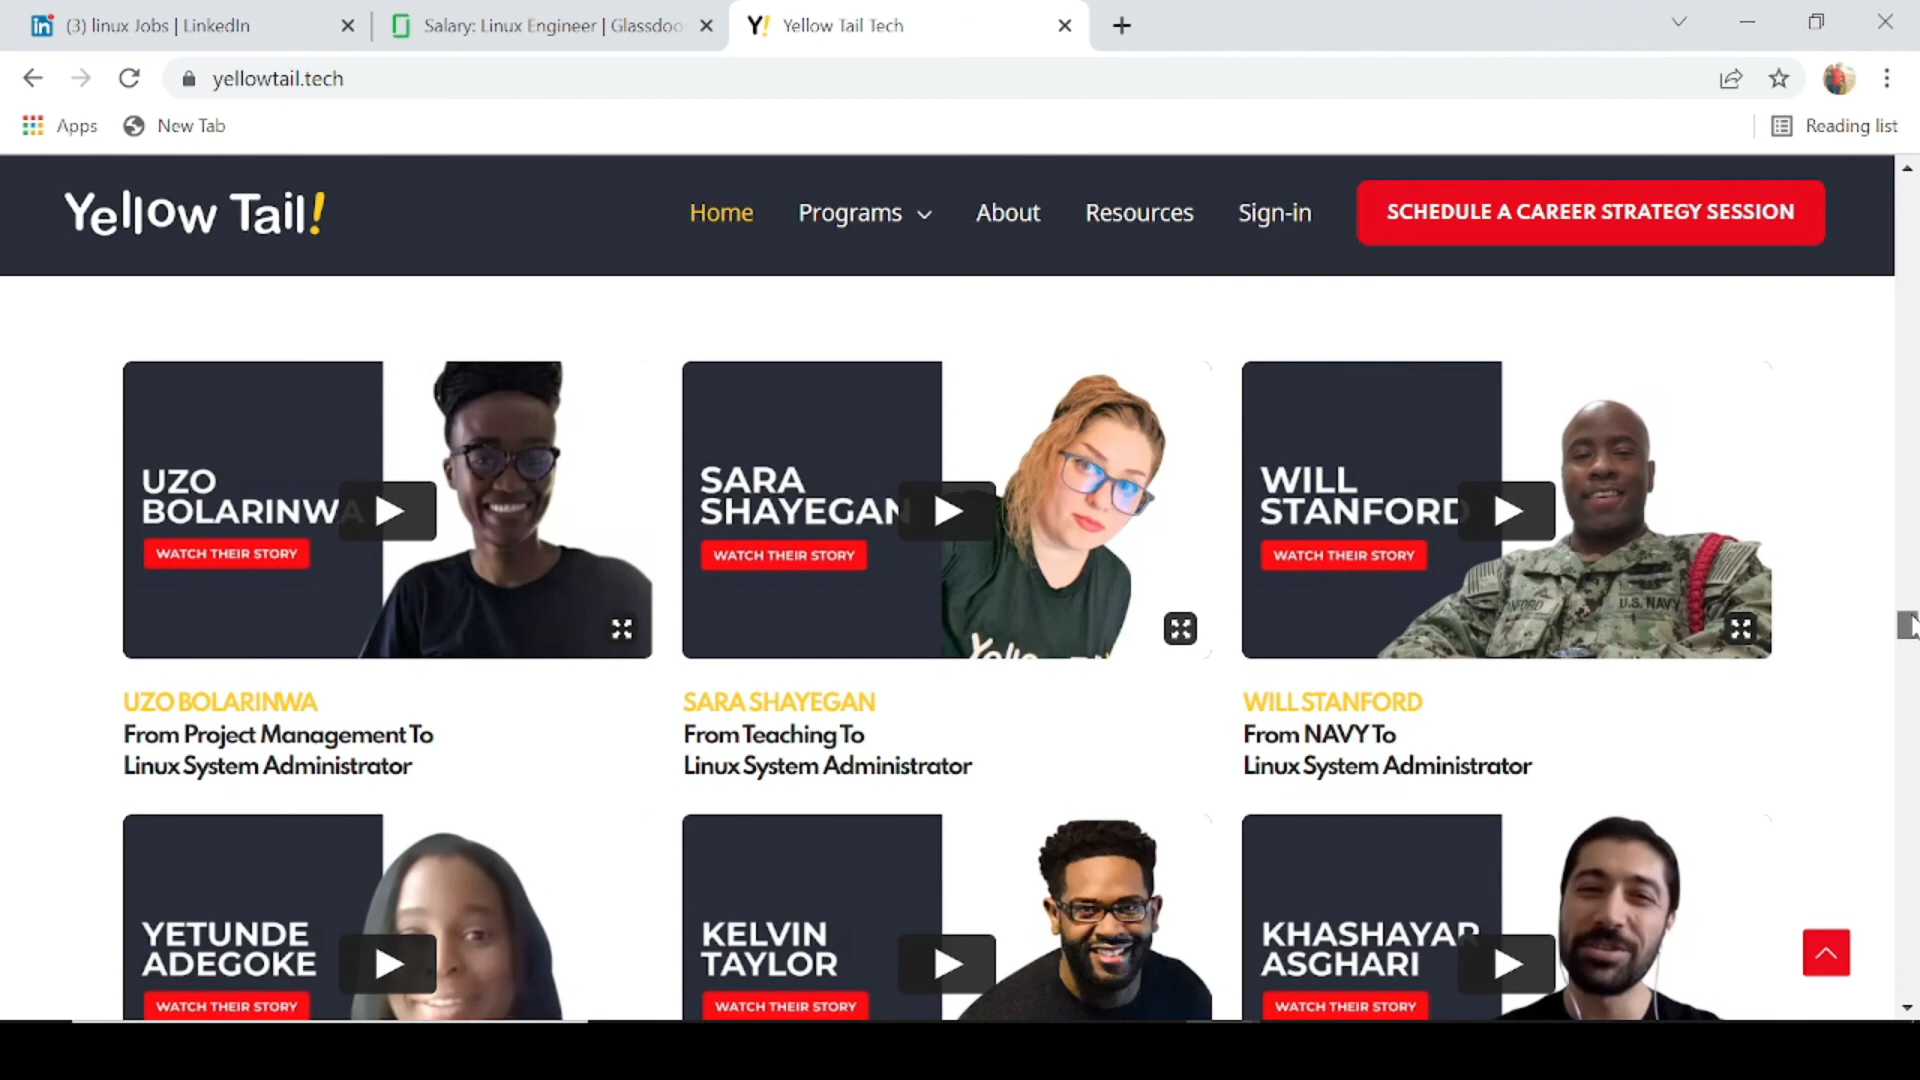 (3) linux Jobs | LinkedIn
Salary: Linux Engineer | Glassdoo
Yellow Tail Tech
yellowtail.tech
Apps
New Tab
Reading list
Yellow Tail!
Home
Programs
About
Resources
Sign-in
SCHEDULE A CAREER STRATEGY SESSION
UZO
BOLARINWA
WATCH THEIR STORY
SARA
SHAYEGAN
WATCH THEIR STORY
WILL
STANFORD
WATCH THEIR STORY
U.S. NAVY
UZO BOLARINWA
From Project Management To
Linux System Administrator
SARA SHAYEGAN
From Teaching To
Linux System Administrator
WILL STANFORD
From NAVY To
Linux System Administrator
YETUNDE
ADEGOKE
WATCH THEIR STORY
KELVIN
TAYLOR
WATCH THEIR STORY
KHASHAYAR
ASGHARI
WATCH THEIR STORY